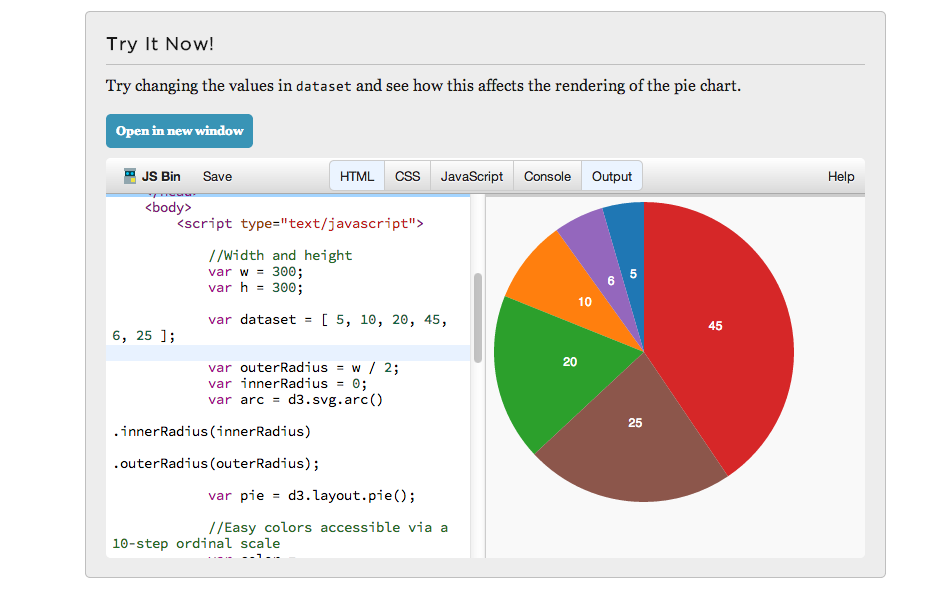 Try It Now!
Try changing the values in dataset and see how this affects the rendering of the pie chart.
Open in new window
JS Bin Save HTML CSS JavaScript Console Output Help
<body>
<script type="text/javascript">
//Width and height
var w = 300;
var h = 300;
var dataset = [ 5, 10, 20, 45,
6, 25 ];
var outerRadius = w / 2;
var innerRadius = 0;
var arc = d3.svg.arc()
.innerRadius(innerRadius)
.outerRadius(outerRadius);
var pie = d3.layout.pie();
//Easy colors accessible via a
10-step ordinal scale
5
6
10
45
20
25